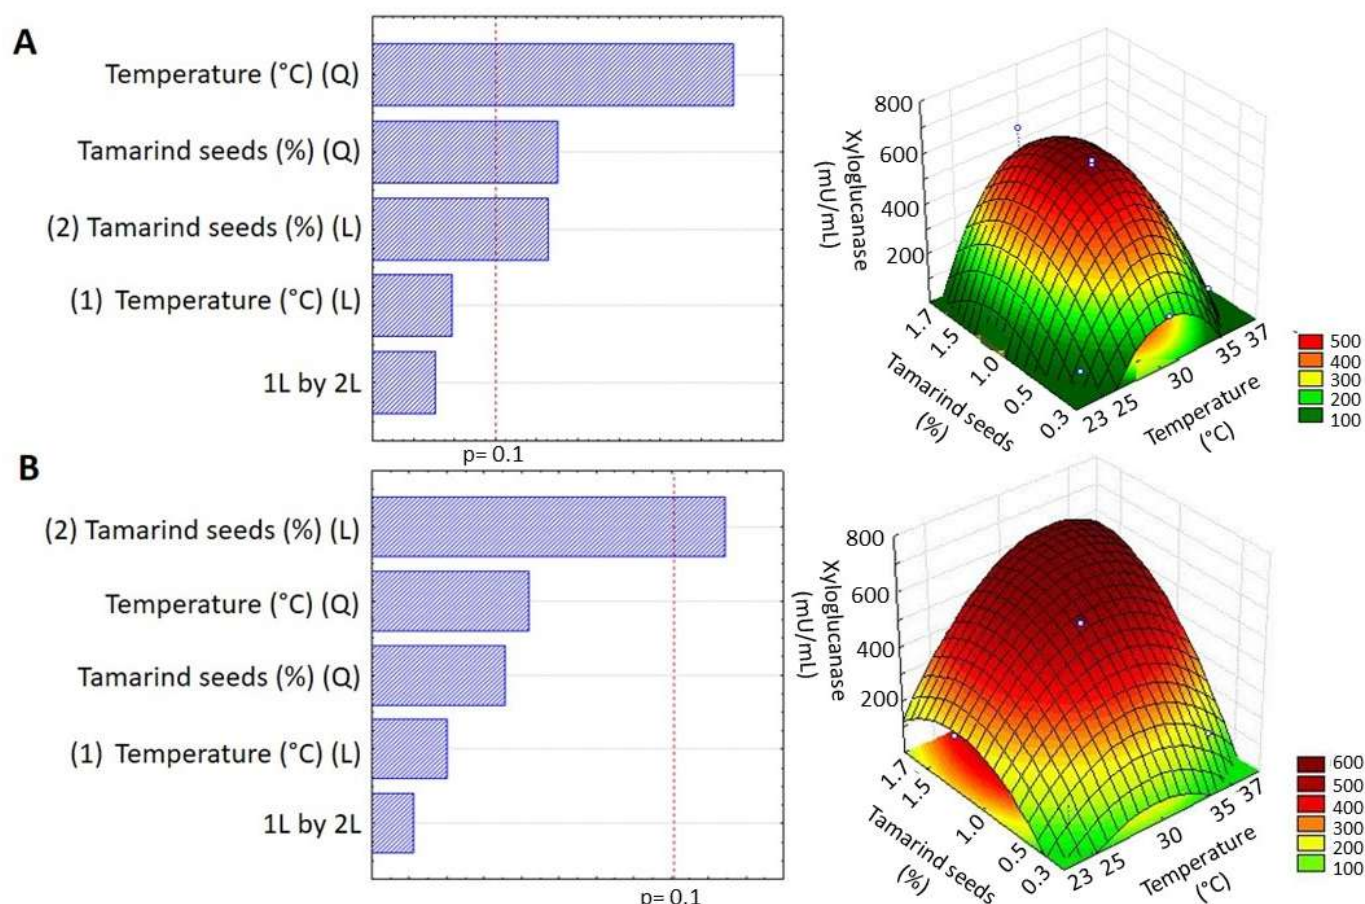 A
Temperature (°C) (Q)
Tamarind seeds (%) (Q)
(2) Tamarind seeds (%) (L)
(1) Temperature (°C) (L)
1L by 2L
p= 0.1
800
600
400
200
Xyloglucanase
(mU/mL)
1.7
1.5
1.0
0.5
0.3
Tamarind seeds
(%)
23
25
30
35
37
Temperature
(°C)
500
400
300
200
100
B
(2) Tamarind seeds (%) (L)
Temperature (°C) (Q)
Tamarind seeds (%) (Q)
(1) Temperature (°C) (L)
1L by 2L
p= 0.1
800
600
400
200
Xyloglucanase
(mU/mL)
1.7
1.5
1.0
0.5
0.3
Tamarind seeds
(%)
23
25
30
35
37
Temperature
(°C)
600
500
400
300
200
100